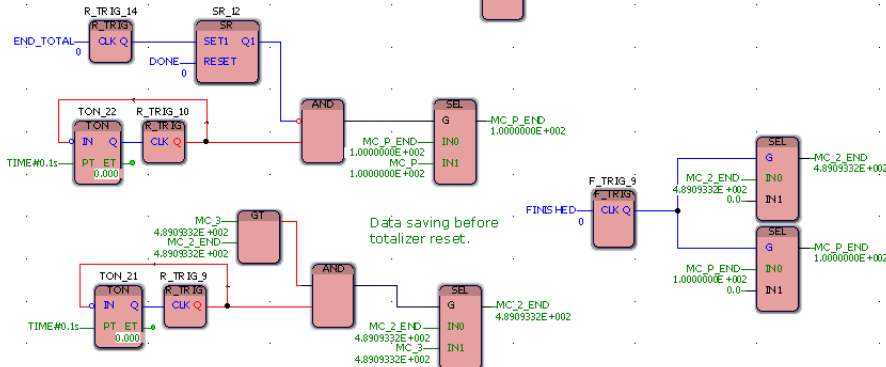 R_TRIG_14
R_TRIG
CLK Q
END_TOTAL
0
SR_12
SR
SET1 Q1
RESET
DONE
0
TON_22
TON
IN Q
PT ET
TIME#0.1s
0.000
R_TRIG_10
R_TRIG
CLK Q
AND
SEL
G
IN0
IN1
MC_P_END
1.0000000E+002
MC_P
1.0000000E+002
MC_P_END
1.0000000E+002
GT
MC_3
4.8909332E+002
MC_2_END
4.8909332E+002
Data saving before
totalizer reset.
TON_21
TON
IN Q
PT ET
TIME#0.1s
0.000
R_TRIG_9
R_TRIG
CLK Q
AND
SEL
G
IN0
IN1
MC_2_END
4.8909332E+002
MC_3
4.8909332E+002
MC_2_END
4.8909332E+002
F_TRIG_9
F_TRIG
CLK Q
FINISHED
0
SEL
G
IN0
IN1
MC_2_END
4.8909332E+002
0.0
MC_2_END
4.8909332E+002
SEL
G
IN0
IN1
MC_P_END
1.0000000E+002
0.0
MC_P_END
1.0000000E+002